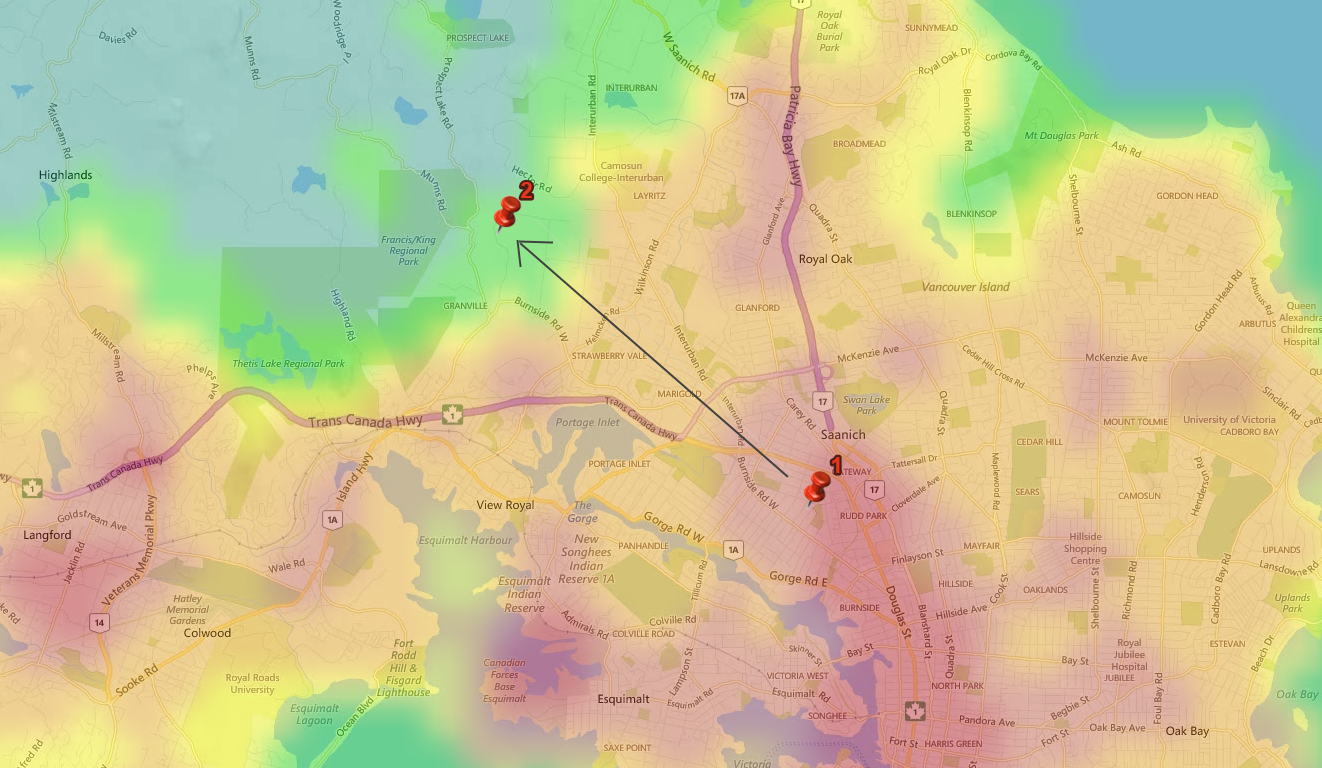 17
Davies Rd
Woodridge Pl
Munns Rd
PROSPECT LAKE
Prospect Lake Rd
W Saanich Rd
Royal
Oak
Burial
Park
SUNNYMEAD
Royal Oak Dr
Cordova Bay Rd
INTERURBAN
Interurban Rd
17A
Patricia Bay Hwy
Blenkinsop Rd
Millstream Rd
BROADMEAD
Mt Douglas Park
Ash Rd
Highlands
Munns Rd
2
Camosun
College-Interurban
LAYRITZ
Shelbourne St
GORDON HEAD
Glanford Ave
Quadra St
BLENKINSOP
Francis/King
Regional
Park
Wilkinson Rd
Royal Oak
Vancouver Island
Gordon Head Rd
Arbutus Rd
Highland Rd
GRANVILLE
Burnside Rd W
Helmcken Rd
GLANFORD
Queen
Alexandra
Childrens
Hospital
ARBUTUS
Millstream Rd
Thetis Lake Regional Park
Phelps Ave
STRAWBERRY VALE
Interurban Rd
McKenzie Ave
Cedar Hill Cross Rd
McKenzie Ave
Trans Canada Hwy
1
Trans Canada Hwy
MARIGOLD
17
Swan Lake
Park
Carey Rd
Interurban Rd
Quadra St
Sinclair Rd
Portage Inlet
Saanich
MOUNT TOLMIE
University of Victoria
CADBORO BAY
CEDAR HILL
Trans Canada Hwy
1
Island Hwy
PORTAGE INLET
Burnside Rd W
1
Tattersall Dr
17
Cloverdale Ave
Maplewood Rd
SEARS
CAMOSUN
Henderson Rd
View Royal
The
Gorge
RUDD PARK
Goldstream Ave
Langford
1A
Veterans Memorial Pkwy
Esquimalt Harbour
New
Songhees
Indian
Reserve 1A
Gorge Rd W
PANHANDLE
1A
Finlayson St
MAYFAIR
Hillside
Shopping
Centre
UPLANDS
Lansdowne Rd
Jacklin Rd
Wale Rd
Esquimalt
Indian
Reserve
Tillicum Rd
Gorge Rd E
HILLSIDE
Cook St
OAKLANDS
Shelbourne St
Richmond Rd
Cadboro Bay Rd
Uplands
Park
14
Hatley
Memorial
Gardens
Colwood
Admirals Rd
Colville Rd
COLVILLE ROAD
BURNSIDE
Douglas St
Blanshard St
Hillside Ave
Quadra St
Fort
Rodd
Hill &
Fisgard
Lighthouse
Skinner St
Bay St
Bay St
Royal
Jubilee
Hospital
JUBILEE
ESTEVAN
Beach Dr
Sooke Rd
Royal Roads
University
Canadian
Forces
Base
Esquimalt
Lampson St
VICTORIA WEST
Esquimalt Rd
Esquimalt Rd
NORTH PARK
Foul Bay Rd
Oak Bay
Esquimalt
Lagoon
Ocean Blvd
Esquimalt
SONGHEE
1
Pandora Ave
Begbie St
Oak Bay Ave
Oak Bay
SAXE POINT
Victoria
Fort St
HARRIS GREEN
Fort St